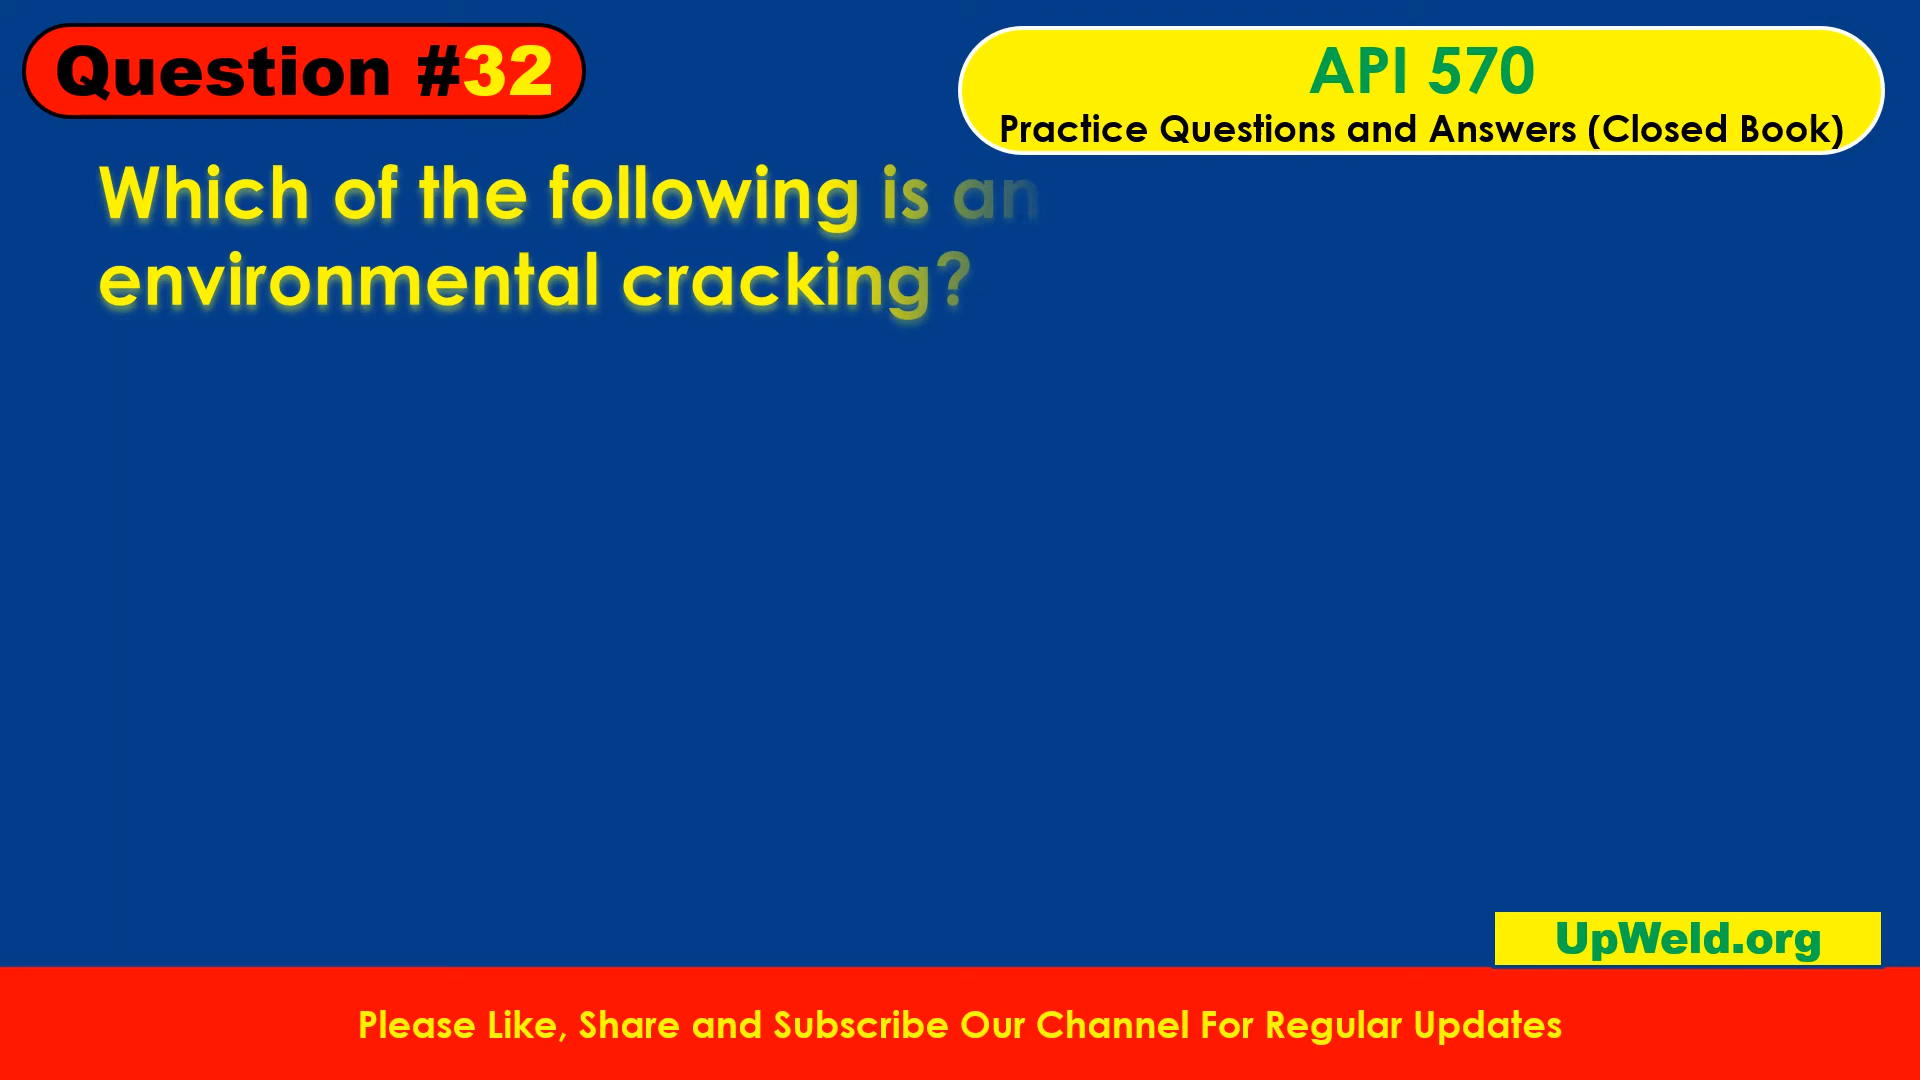 Question #32
API 570
Practice Questions and Answers (Closed Book)
Which of the following is an
environmental cracking?
UpWeld.org
Please Like, Share and Subscribe Our Channel For Regular Updates